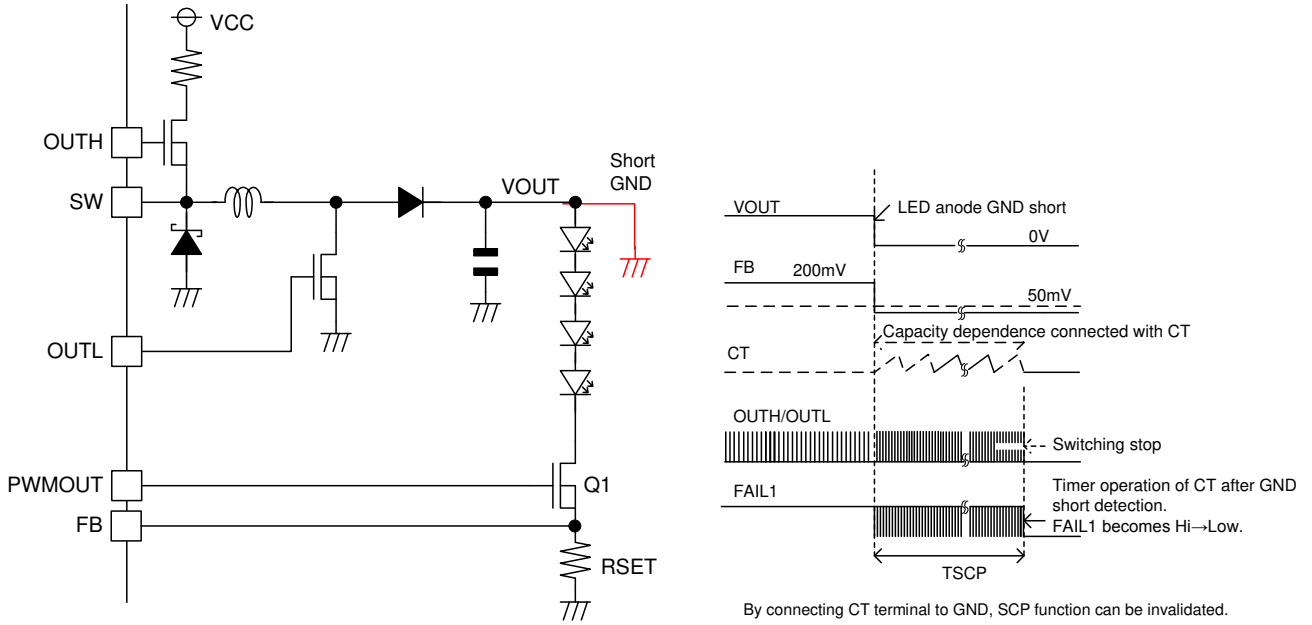 VCC
OUTH
SW
Short
GND
VOUT
OUTL
PWMOUT
Q1
FB
RSET
VOUT
LED anode GND short
0V
FB
200mV
50mV
Capacity dependence connected with CT
CT
OUTH/OUTL
Switching stop
FAIL1
Timer operation of CT after GND
short detection.
FAIL1 becomes Hi→Low.
TSCP
By connecting CT terminal to GND, SCP function can be invalidated.